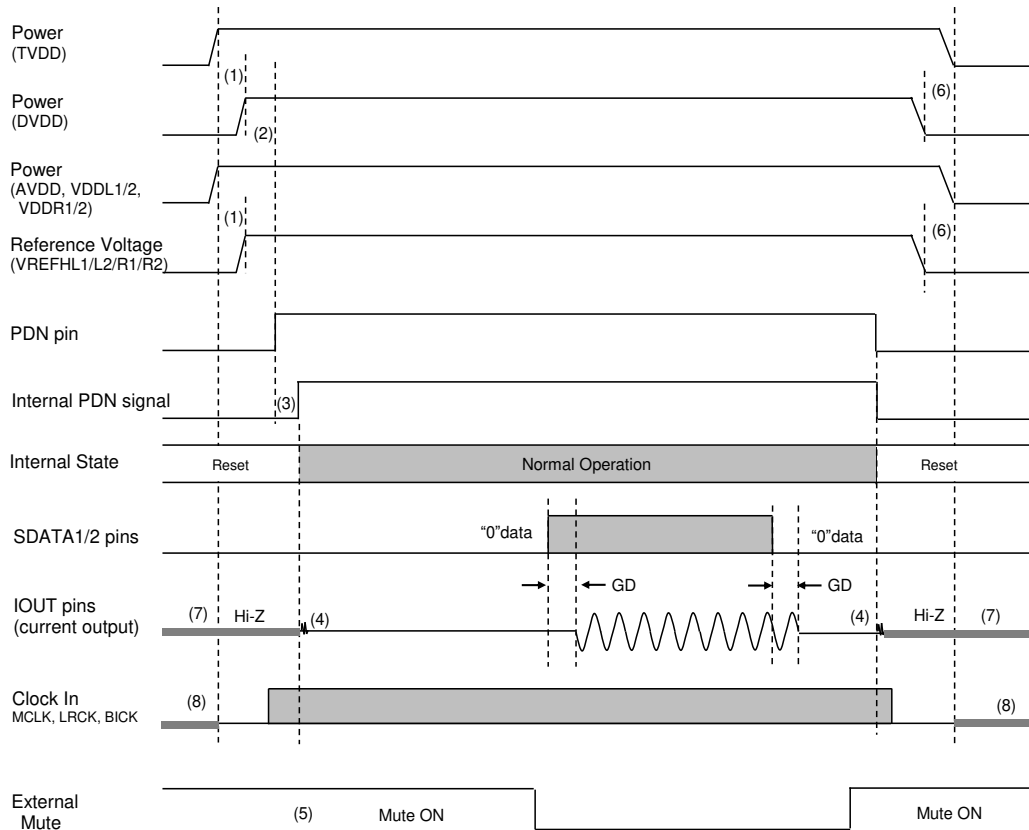 Power
(TVDD)
(1)
(6)
Power
(DVDD)
(2)
Power
(AVDD, VDDL1/2,
VDDR1/2)
(1)
(6)
Reference Voltage
(VREFHL1/L2/R1/R2)
PDN pin
Internal PDN signal
(3)
Internal State
Reset
Normal Operation
Reset
SDATA1/2 pins
“0”data
“0”data
GD
GD
IOUT pins
(current output)
(7)
Hi-Z
(4)
(4)
Hi-Z
(7)
Clock In
MCLK, LRCK, BICK
(8)
(8)
External
Mute
(5)
Mute ON
Mute ON